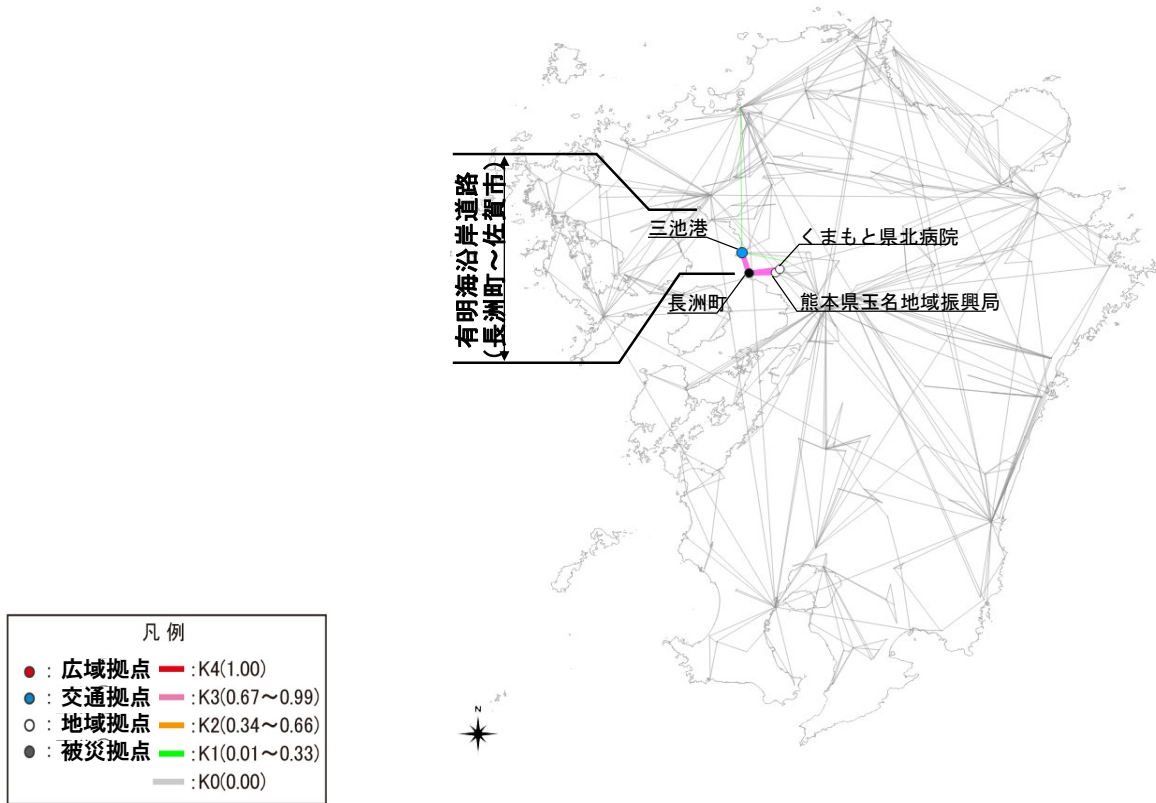 有明海沿岸道路
(長洲町～佐賀市)
三池港
くまもと県北病院
長洲町
熊本県玉名地域振興局
凡 例
: 広域拠点
:K4(1.00)
: 交通拠点
:K3(0.67～0.99)
: 地域拠点
:K2(0.34～0.66)
: 被災拠点
:K1(0.01～0.33)
:K0(0.00)
N